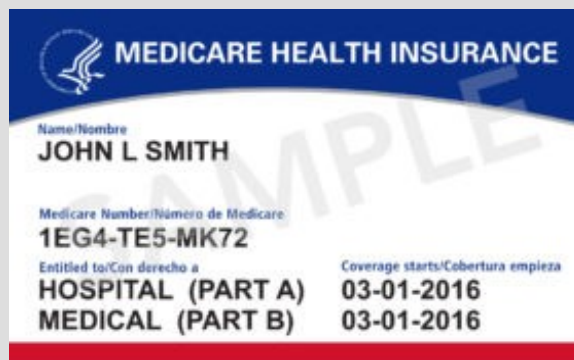 MEDICARE HEALTH INSURANCE
Name/Nombre
JOHN L SMITH
Medicare Number/Número de Medicare
1EG4-TE5-MK72
Entitled to/Con derecho a
Coverage starts/Cobertura empieza
HOSPITAL (PART A) 03-01-2016
MEDICAL (PART B) 03-01-2016
SAMPLE